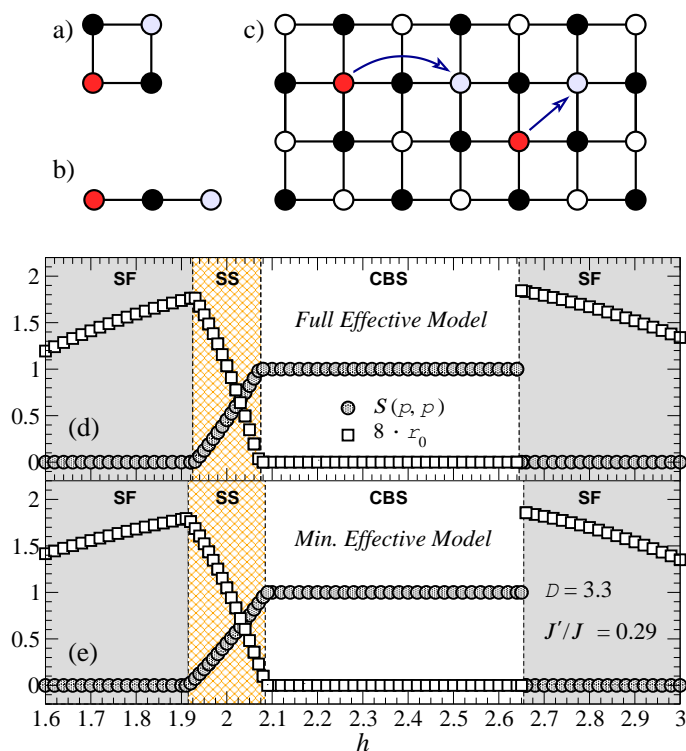 a)
c)
b)
SF
SS
CBS
SF
Full Effective Model
S(p, p)
8 · r0
(d)
2
1.5
1
0.5
0
SF
SS
CBS
SF
Min. Effective Model
D = 3.3
J'/J = 0.29
(e)
2
1.5
1
0.5
0
1.6 1.7 1.8 1.9 2 2.1 2.2 2.3 2.4 2.5 2.6 2.7 2.8 2.9 3
h